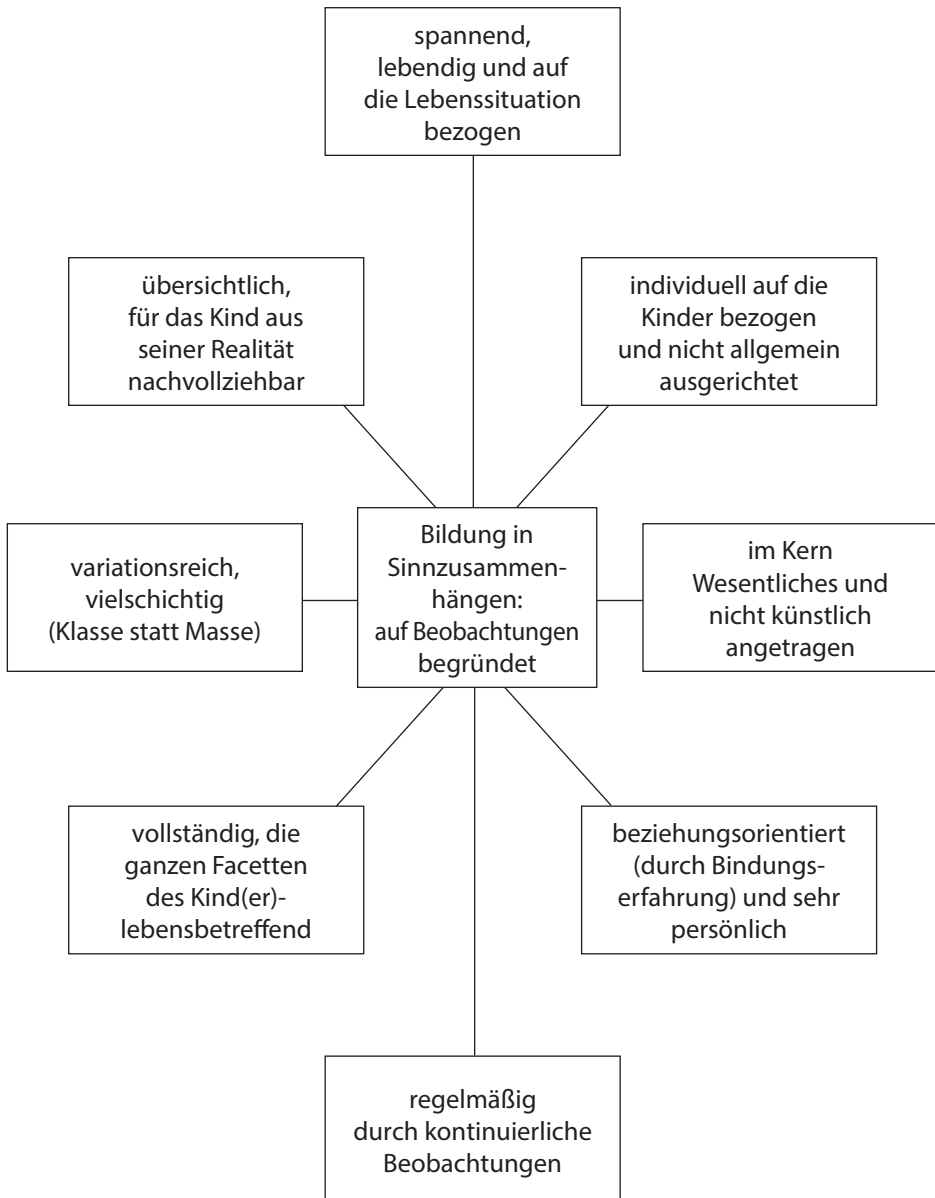 spannend,
lebendig und auf
die Lebenssituation
bezogen
übersichtlich,
für das Kind aus
seiner Realität
nachvollziehbar
individuell auf die
Kinder bezogen
und nicht allgemein
ausgerichtet
variationsreich,
vielschichtig
(Klasse statt Masse)
Bildung in
Sinnzusammen-
hängen:
auf Beobachtungen
begründet
im Kern
Wesentliches und
nicht künstlich
angetragen
vollständig, die
ganzen Facetten
des Kind(er)-
lebensbetreffend
beziehungsorientiert
(durch Bindungs-
erfahrung) und sehr
persönlich
regelmäßig
durch kontinuierliche
Beobachtungen